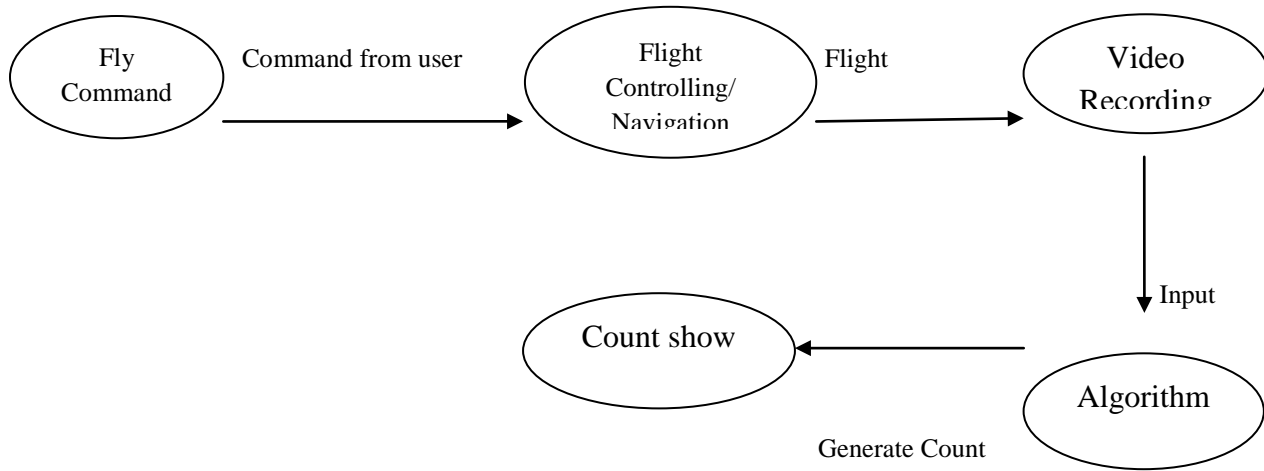 Fly
Command
Command from user
Flight
Controlling/
Navigation
Flight
Video
Recording
Input
Count show
Algorithm
Generate Count